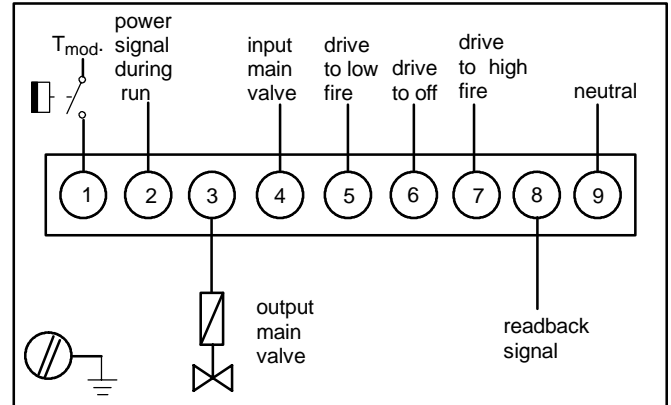 T mod.
power
signal
during
run
input
main
valve
drive
to low
fire
drive
to off
drive
to high
fire
neutral
1 2 3 4 5 6 7 8 9
output
main
valve
readback
signal